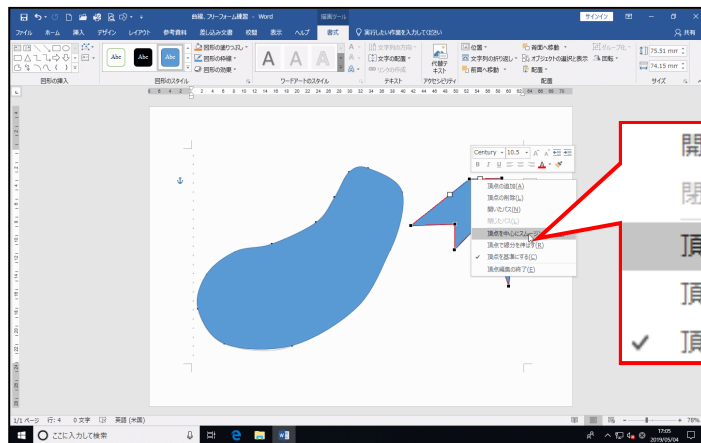 曲線、フリーフォーム練習 - Word
描画ツール
サインイン
ファイル ホーム 挿入 デザイン レイアウト 参考資料 差し込み文書 校閲 表示 ヘルプ 書式 実行したい作業を入力してください 共有
Abc Abc Abc
図形の塗りつぶし
図形の枠線
図形の効果
A A A
文字列の方向
文字の配置
リンクの作成
代替テ
キスト
位置
文字列の折り返し
前面へ移動
背面へ移動
オブジェクトの選択と表示
配置
グループ化
回転
75.51 mm
74.15 mm
図形の挿入 図形のスタイル ワードアートのスタイル テキスト アクセシビリティ 配置 サイズ
Century 10.5
B I U
頂点の追加(A)
頂点の削除(L)
開いたパス(N)
閉じたパス(L)
頂点を中心にスムージ
頂点で線分を伸ばす(R)
頂点を基準にする(C)
頂点編集の終了(E)
開
閉
頂
頂
頂
1/1 ページ 行: 4 0 文字 英語 (米国)
78%
ここに入力して検索
17:05
2019/05/04